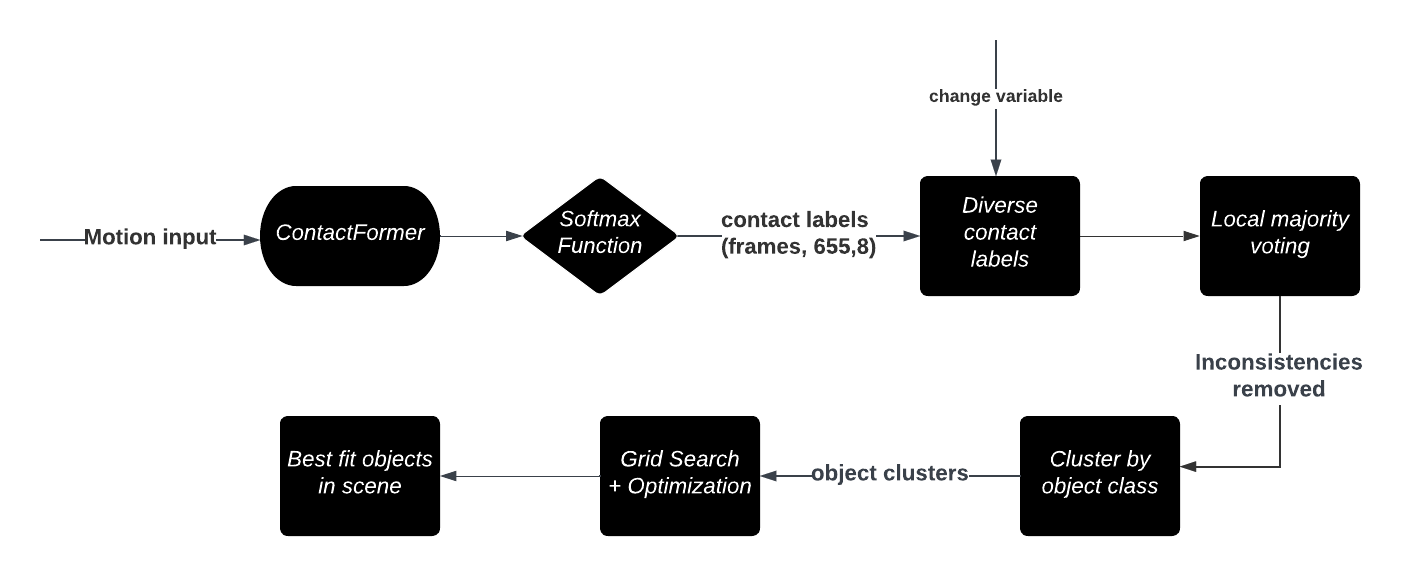 change variable
Motion input
ContactFormer
Softmax
Function
contact labels
(frames, 655,8)
Diverse
contact
labels
Local majority
voting
Inconsistencies
removed
Cluster by
object class
object clusters
Grid Search
+ Optimization
Best fit objects
in scene